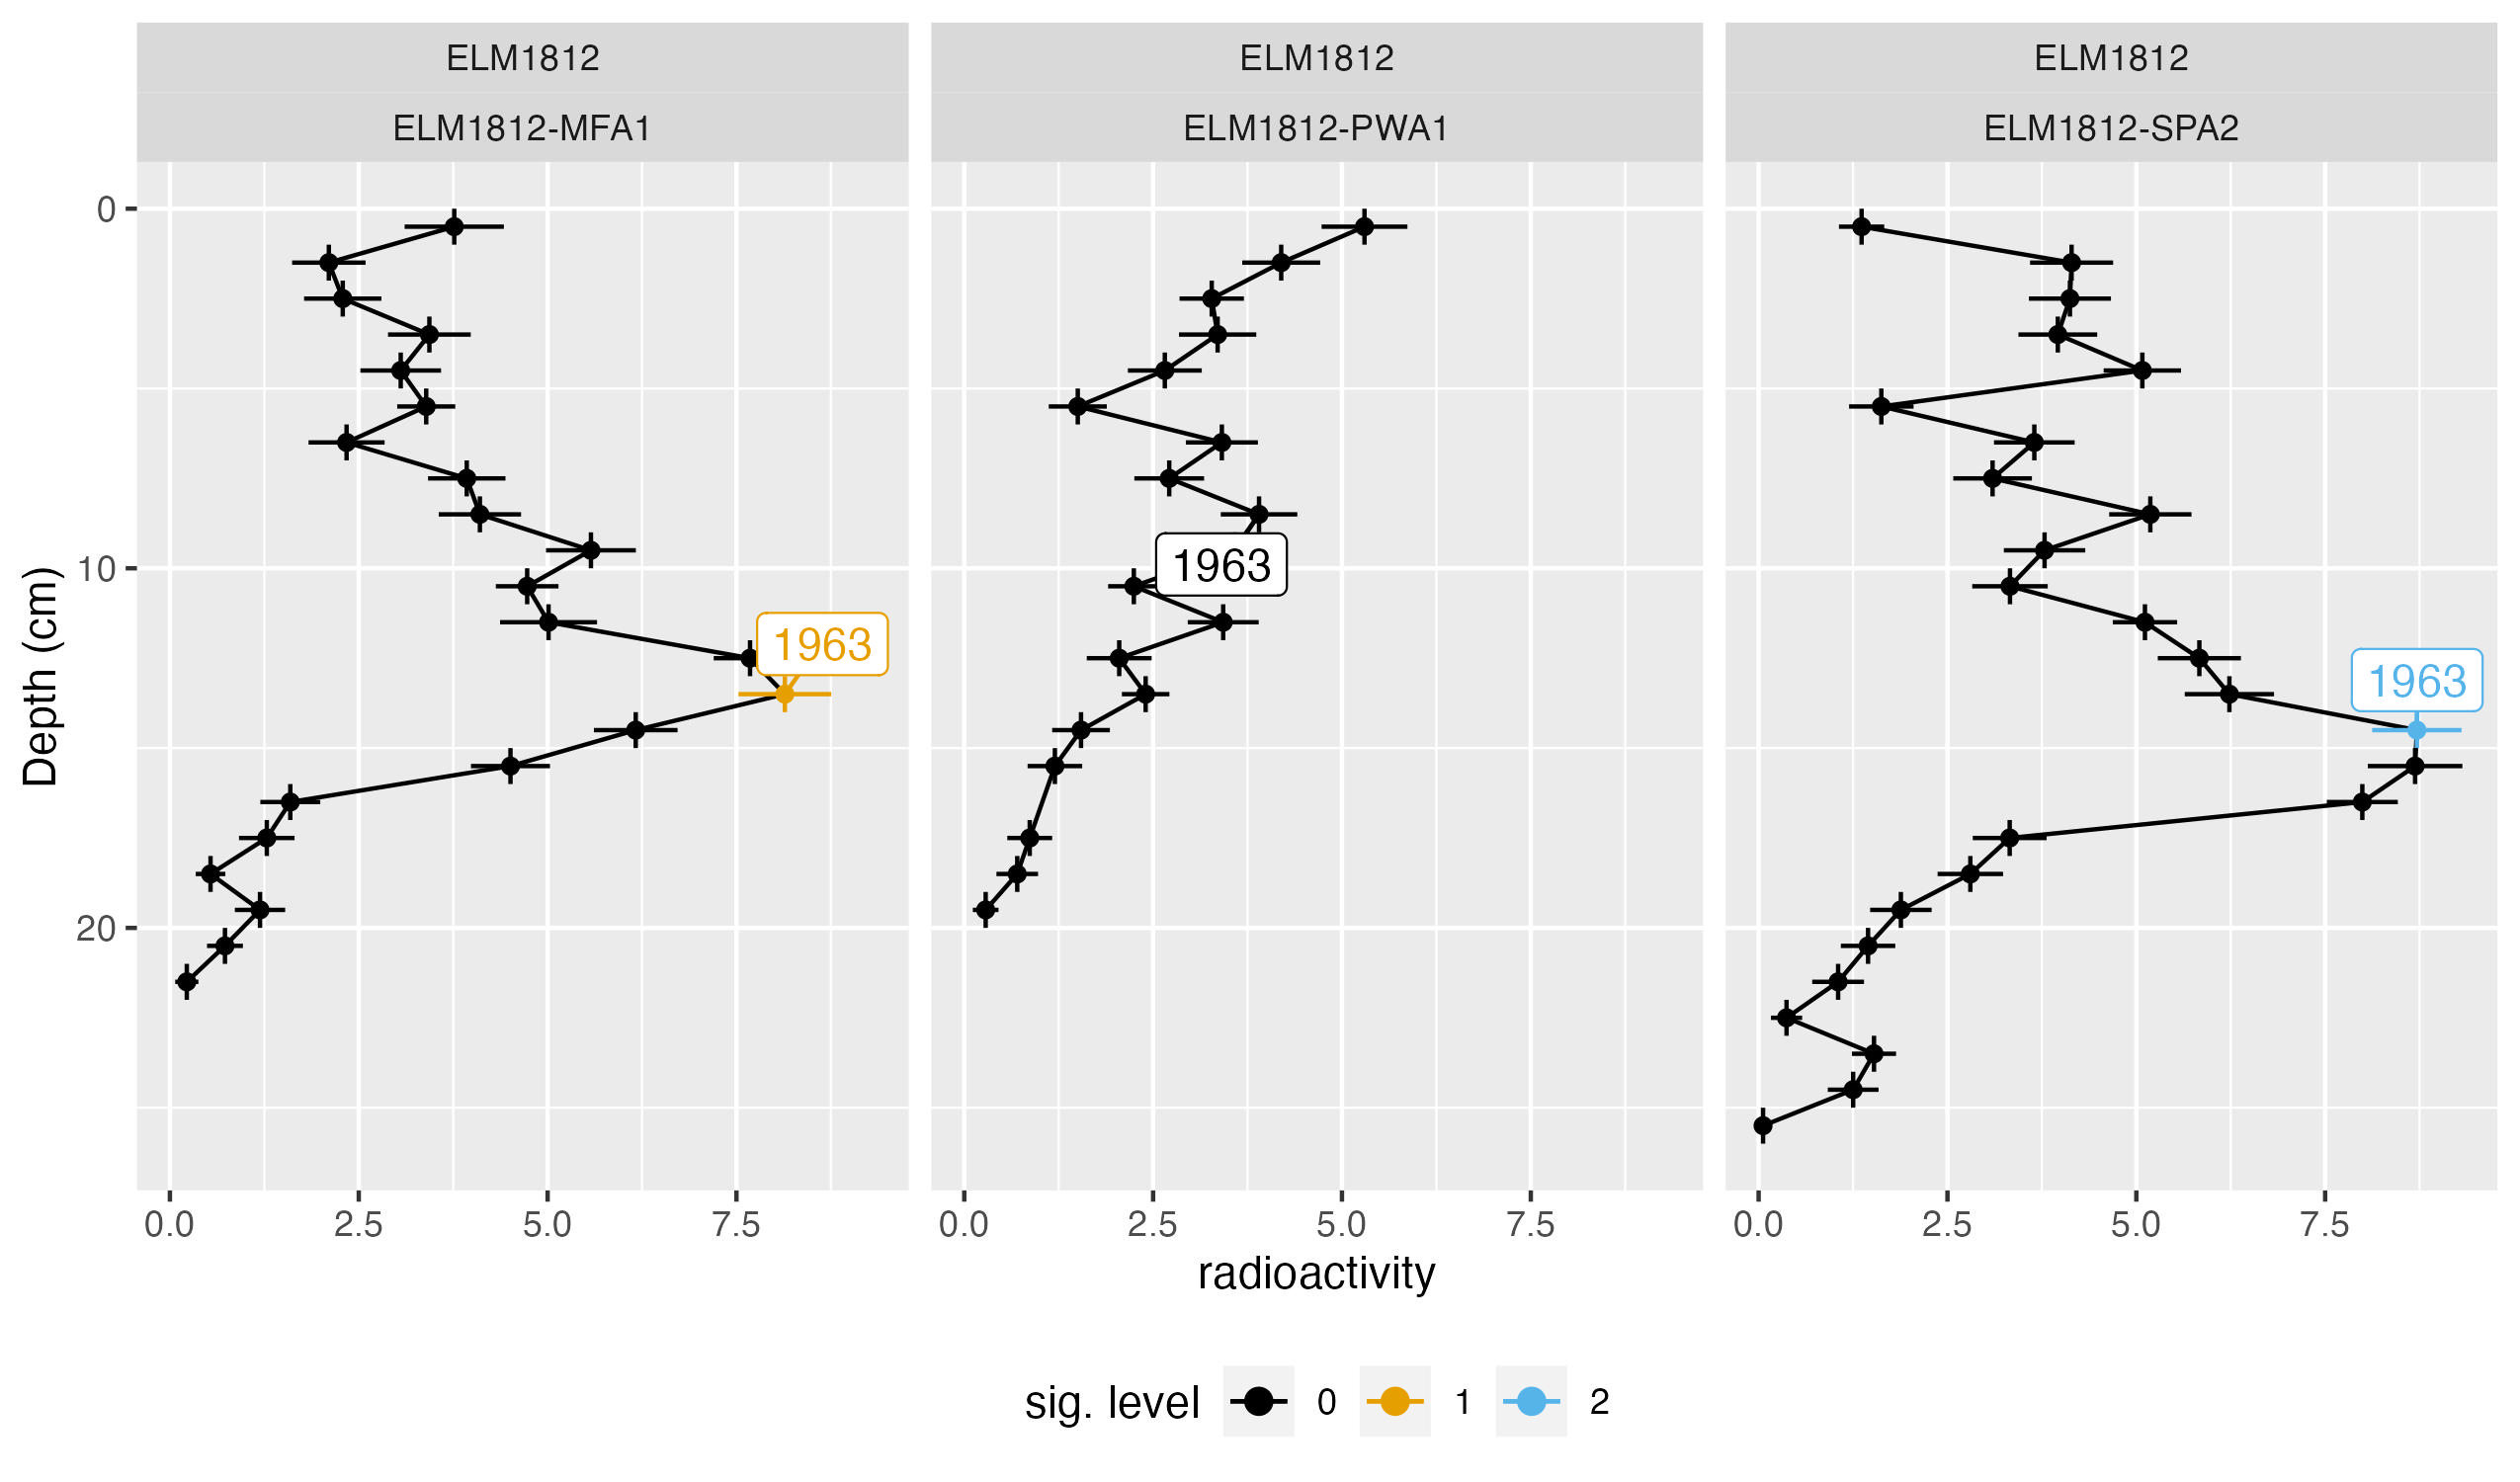 ELM1812 ELM1812 ELM1812
ELM1812-MFA1 ELM1812-PWA1 ELM1812-SPA2
Depth (cm)
0
10
20
1963
1963
1963
0.0 2.5 5.0 7.5 0.0 2.5 5.0 7.5 0.0 2.5 5.0 7.5
radioactivity
sig. level 0 1 2